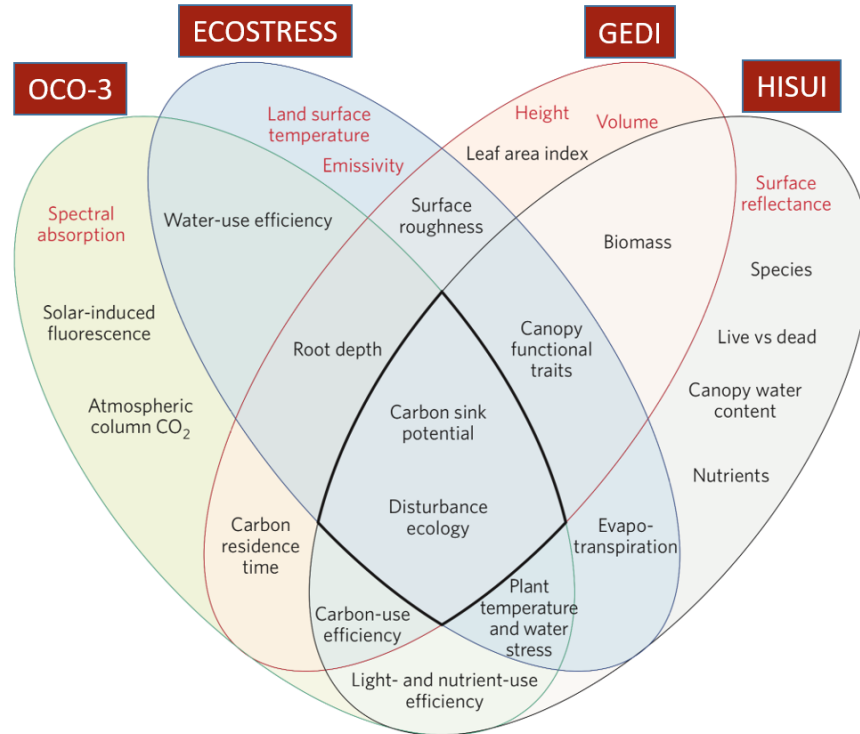 ECOSTRESS
GEDI
OCO-3
HISUI
Land surface
temperature
Emissivity
Height
Volume
Leaf area index
Spectral
absorption
Water-use efficiency
Surface
roughness
Surface
reflectance
Biomass
Species
Solar-induced
fluorescence
Root depth
Canopy
functional
traits
Live vs dead
Atmospheric
column CO₂
Carbon sink
potential
Canopy water
content
Nutrients
Disturbance
ecology
Carbon
residence
time
Evapo-
transpiration
Carbon-use
efficiency
Plant
temperature
and water
stress
Light- and nutrient-use
efficiency